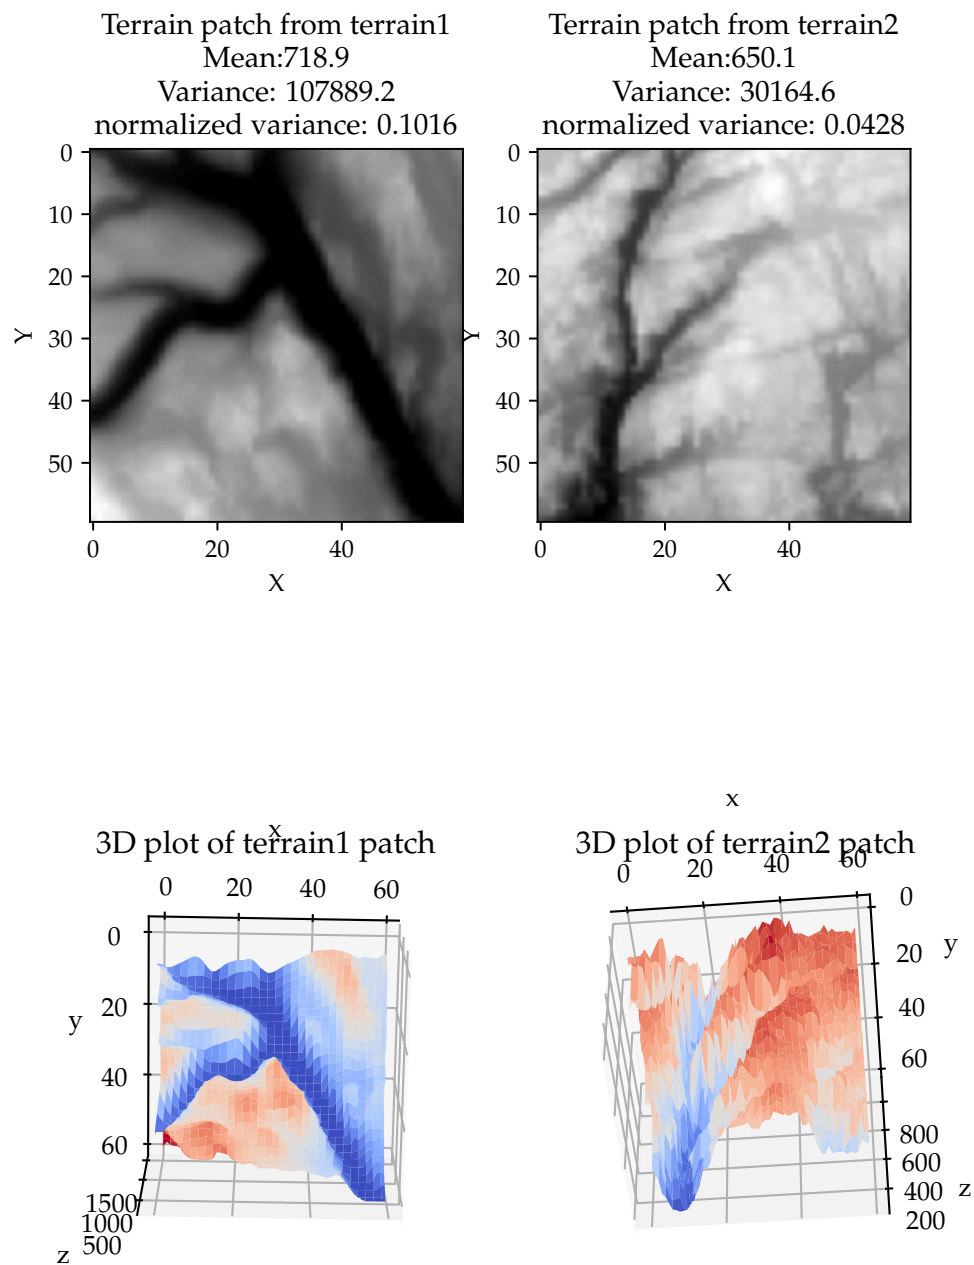 Terrain patch from terrain1
Mean:718.9
Variance: 107889.2
normalized variance: 0.1016
0
10
20
30
40
50
Y
0
20
40
X
Terrain patch from terrain2
Mean:650.1
Variance: 30164.6
normalized variance: 0.0428
0
10
20
30
40
50
Y
0
20
40
X
x
3D plot of terrain1 patch
0
20
40
60
0
20
40
60
y
1500
1000
500
z
x
3D plot of terrain2 patch
0
20
40
60
0
20
40
60
y
800
600
400
200
z